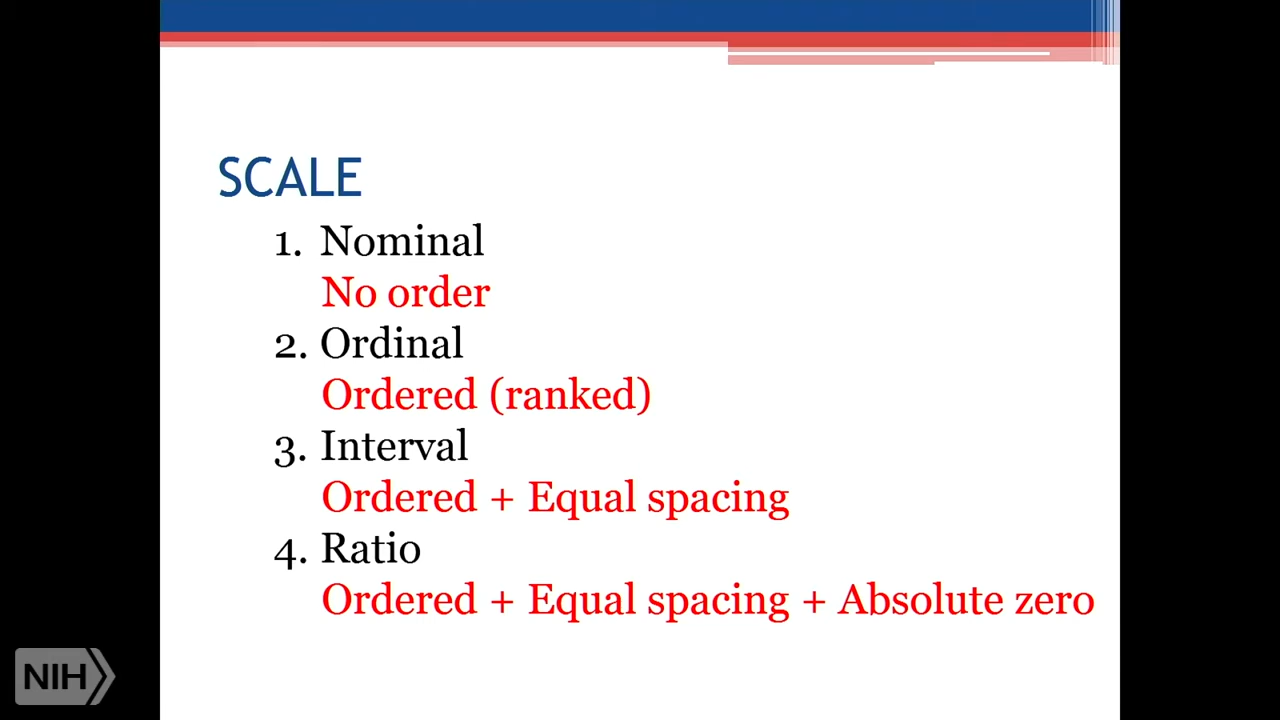 SCALE
1. Nominal
No order
2. Ordinal
Ordered (ranked)
3. Interval
Ordered + Equal spacing
4. Ratio
Ordered + Equal spacing + Absolute zero
NIH